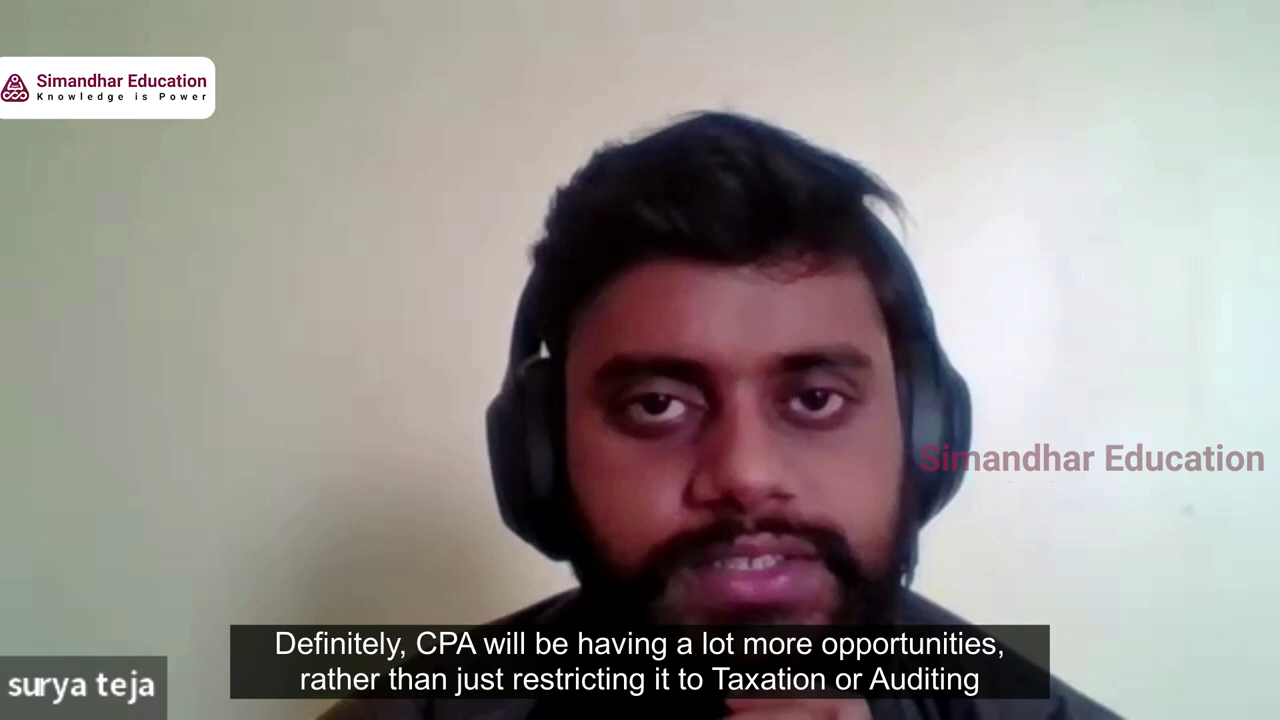 Simandhar Education
Knowledge is Power
Simandhar Education
Definitely, CPA will be having a lot more opportunities,
rather than just restricting it to Taxation or Auditing
surya teja